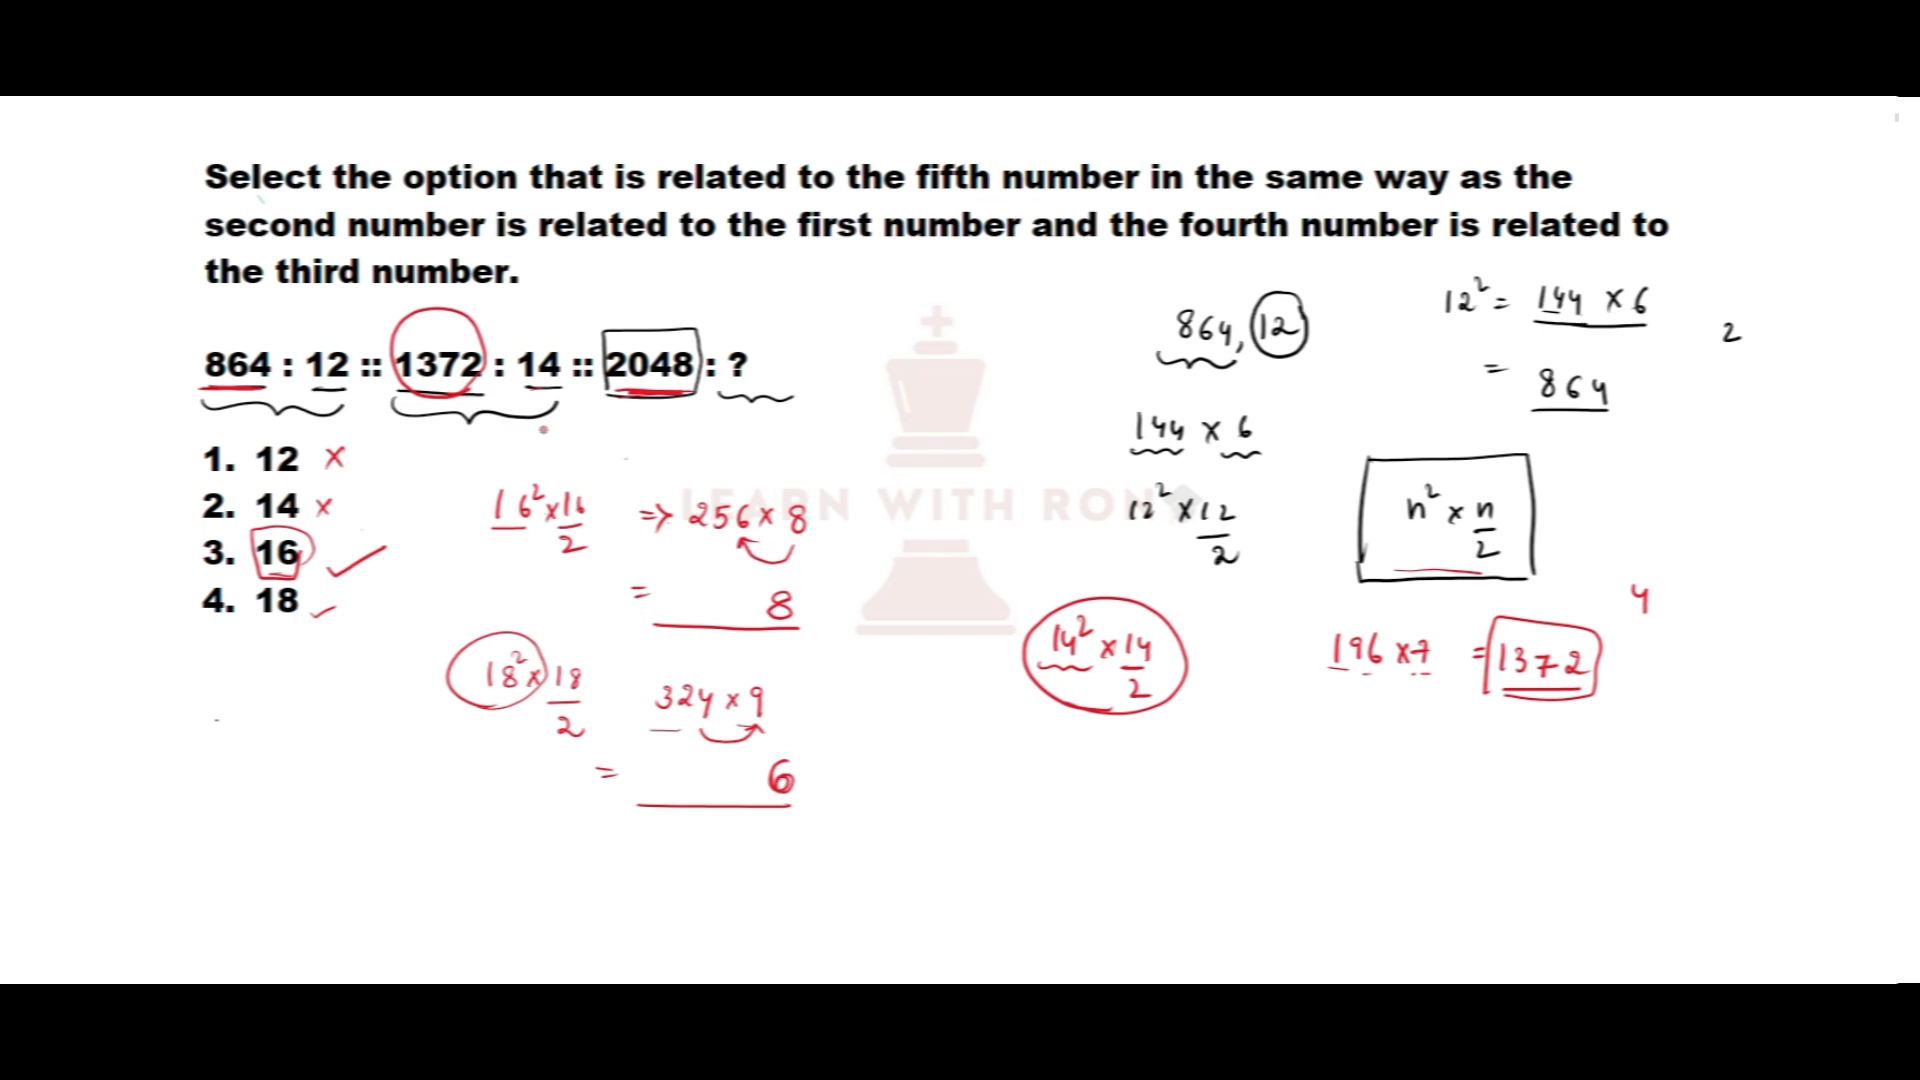 Select the option that is related to the fifth number in the same way as the
second number is related to the first number and the fourth number is related to
the third number.
864 : 12 :: 1372 : 14 :: 2048 : ?
1. 12 ×
2. 14 ×
3. 16 ✓
4. 18 ✓
864, 12
144 × 6
12² × 12/2
12² = 144 × 6
= 864
2
n² × n/2
16² × 16/2 => 256 × 8
= 8
18² × 18/2 324 × 9
= 6
14² × 14/2
196 × 7 = 1372
4
LEARN WITH RON